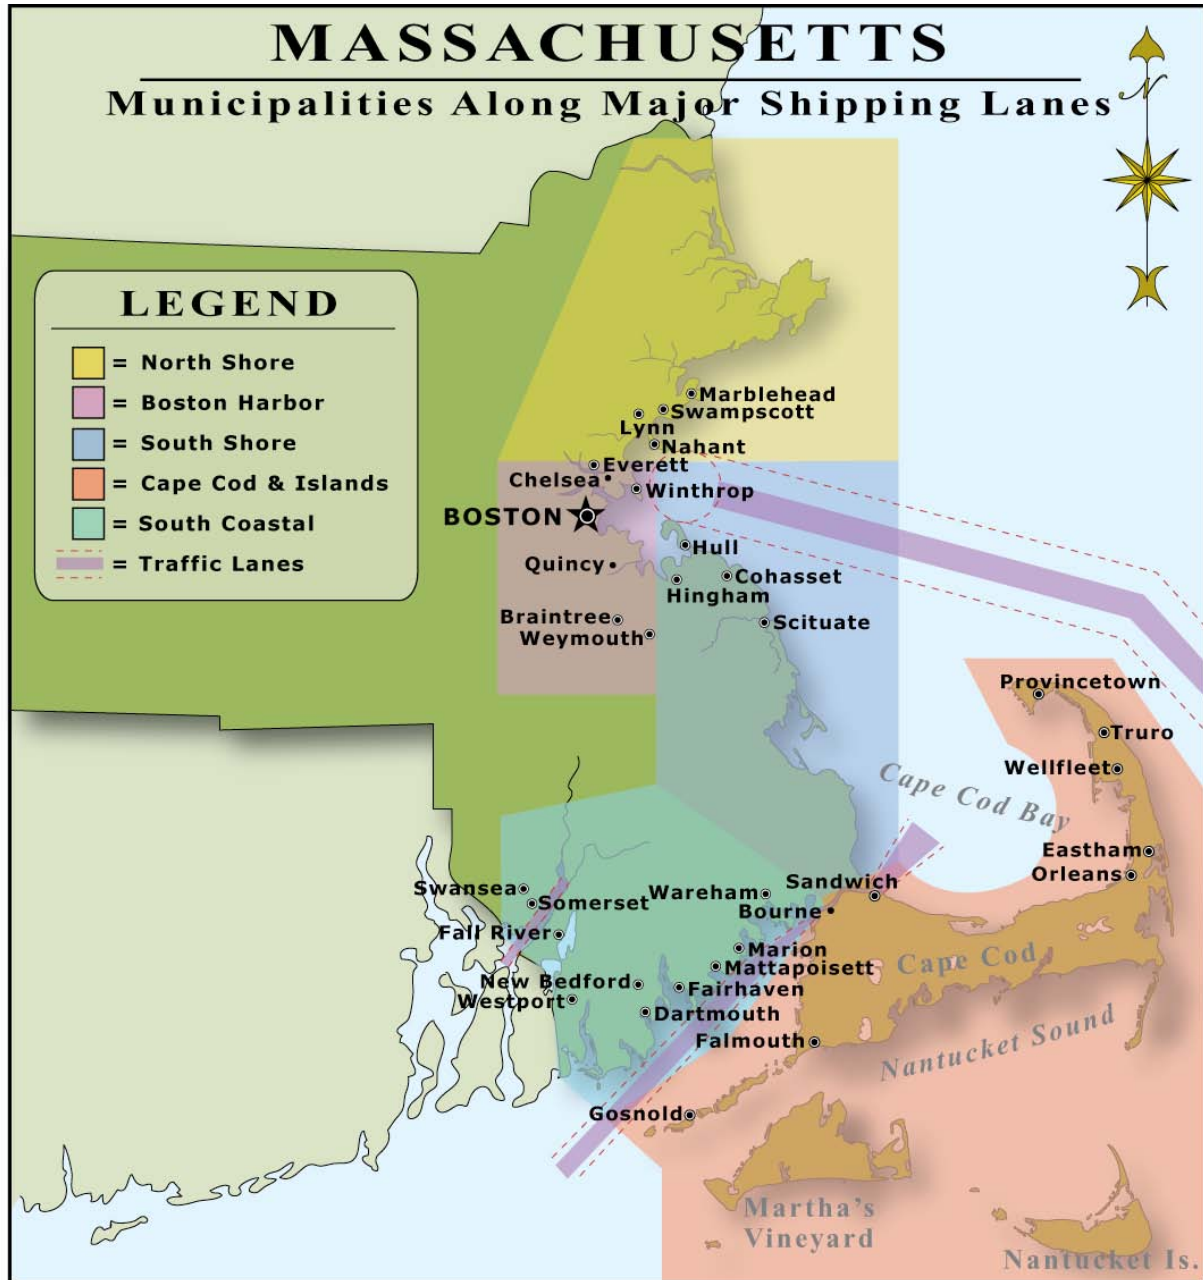 MASSACHUSETTS
Municipalities Along Major Shipping Lanes
N
LEGEND
= North Shore
= Boston Harbor
= South Shore
= Cape Cod & Islands
= South Coastal
= Traffic Lanes
Marblehead
Swampscott
Lynn
Nahant
Everett
Chelsea
Winthrop
BOSTON
Hull
Quincy
Cohasset
Hingham
Braintree
Scituate
Weymouth
Provincetown
Truro
Wellfleet
Cape Cod Bay
Eastham
Orleans
Sandwich
Swansea
Wareham
Somerset
Bourne
Fall River
Marion
Cape Cod
Mattapoisett
New Bedford
Fairhaven
Westport
Dartmouth
Falmouth
Nantucket Sound
Gosnold
Martha's
Vineyard
Nantucket Is.